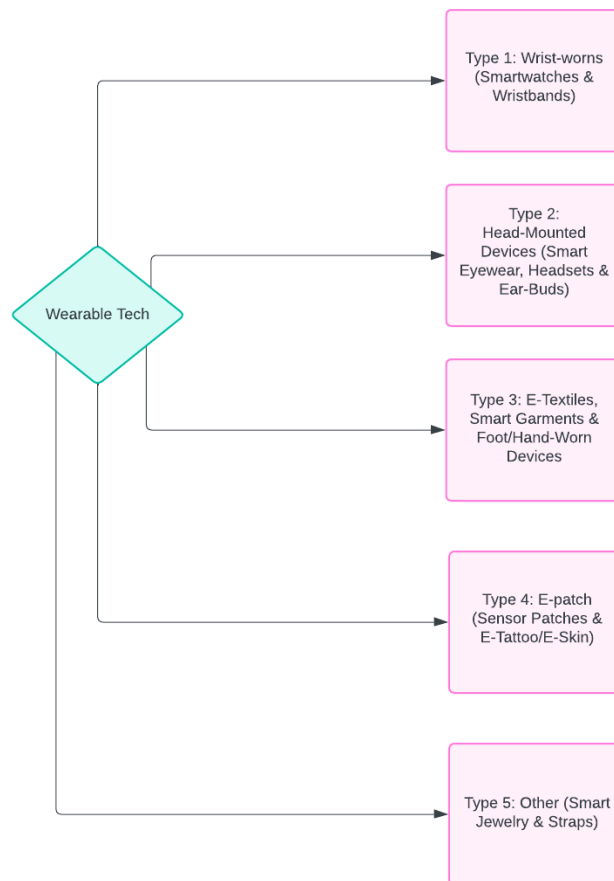 Type 1: Wrist-worns
(Smartwatches &
Wristbands)
Type 2:
Head-Mounted
Devices (Smart
Eyewear, Headsets &
Ear-Buds)
Wearable Tech
Type 3: E-Textiles,
Smart Garments &
Foot/Hand-Worn
Devices
Type 4: E-patch
(Sensor Patches &
E-Tattoo/E-Skin)
Type 5: Other (Smart
Jewelry & Straps)